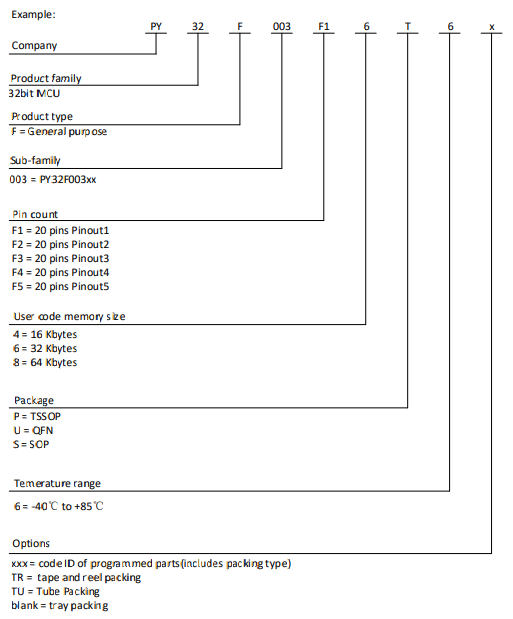 Example:
PY 32 F 003 F1 6 T 6 x
Company
Product family
32bit MCU
Product type
F = General purpose
Sub-family
003 = PY32F003xx
Pin count
F1 = 20 pins Pinout1
F2 = 20 pins Pinout2
F3 = 20 pins Pinout3
F4 = 20 pins Pinout4
F5 = 20 pins Pinout5
User code memory size
4 = 16 Kbytes
6 = 32 Kbytes
8 = 64 Kbytes
Package
P = TSSOP
U = QFN
S = SOP
Temerature range
6 = -40℃ to +85℃
Options
xxx = code ID of programmed parts(includes packing type)
TR = tape and reel packing
TU = Tube Packing
blank = tray packing